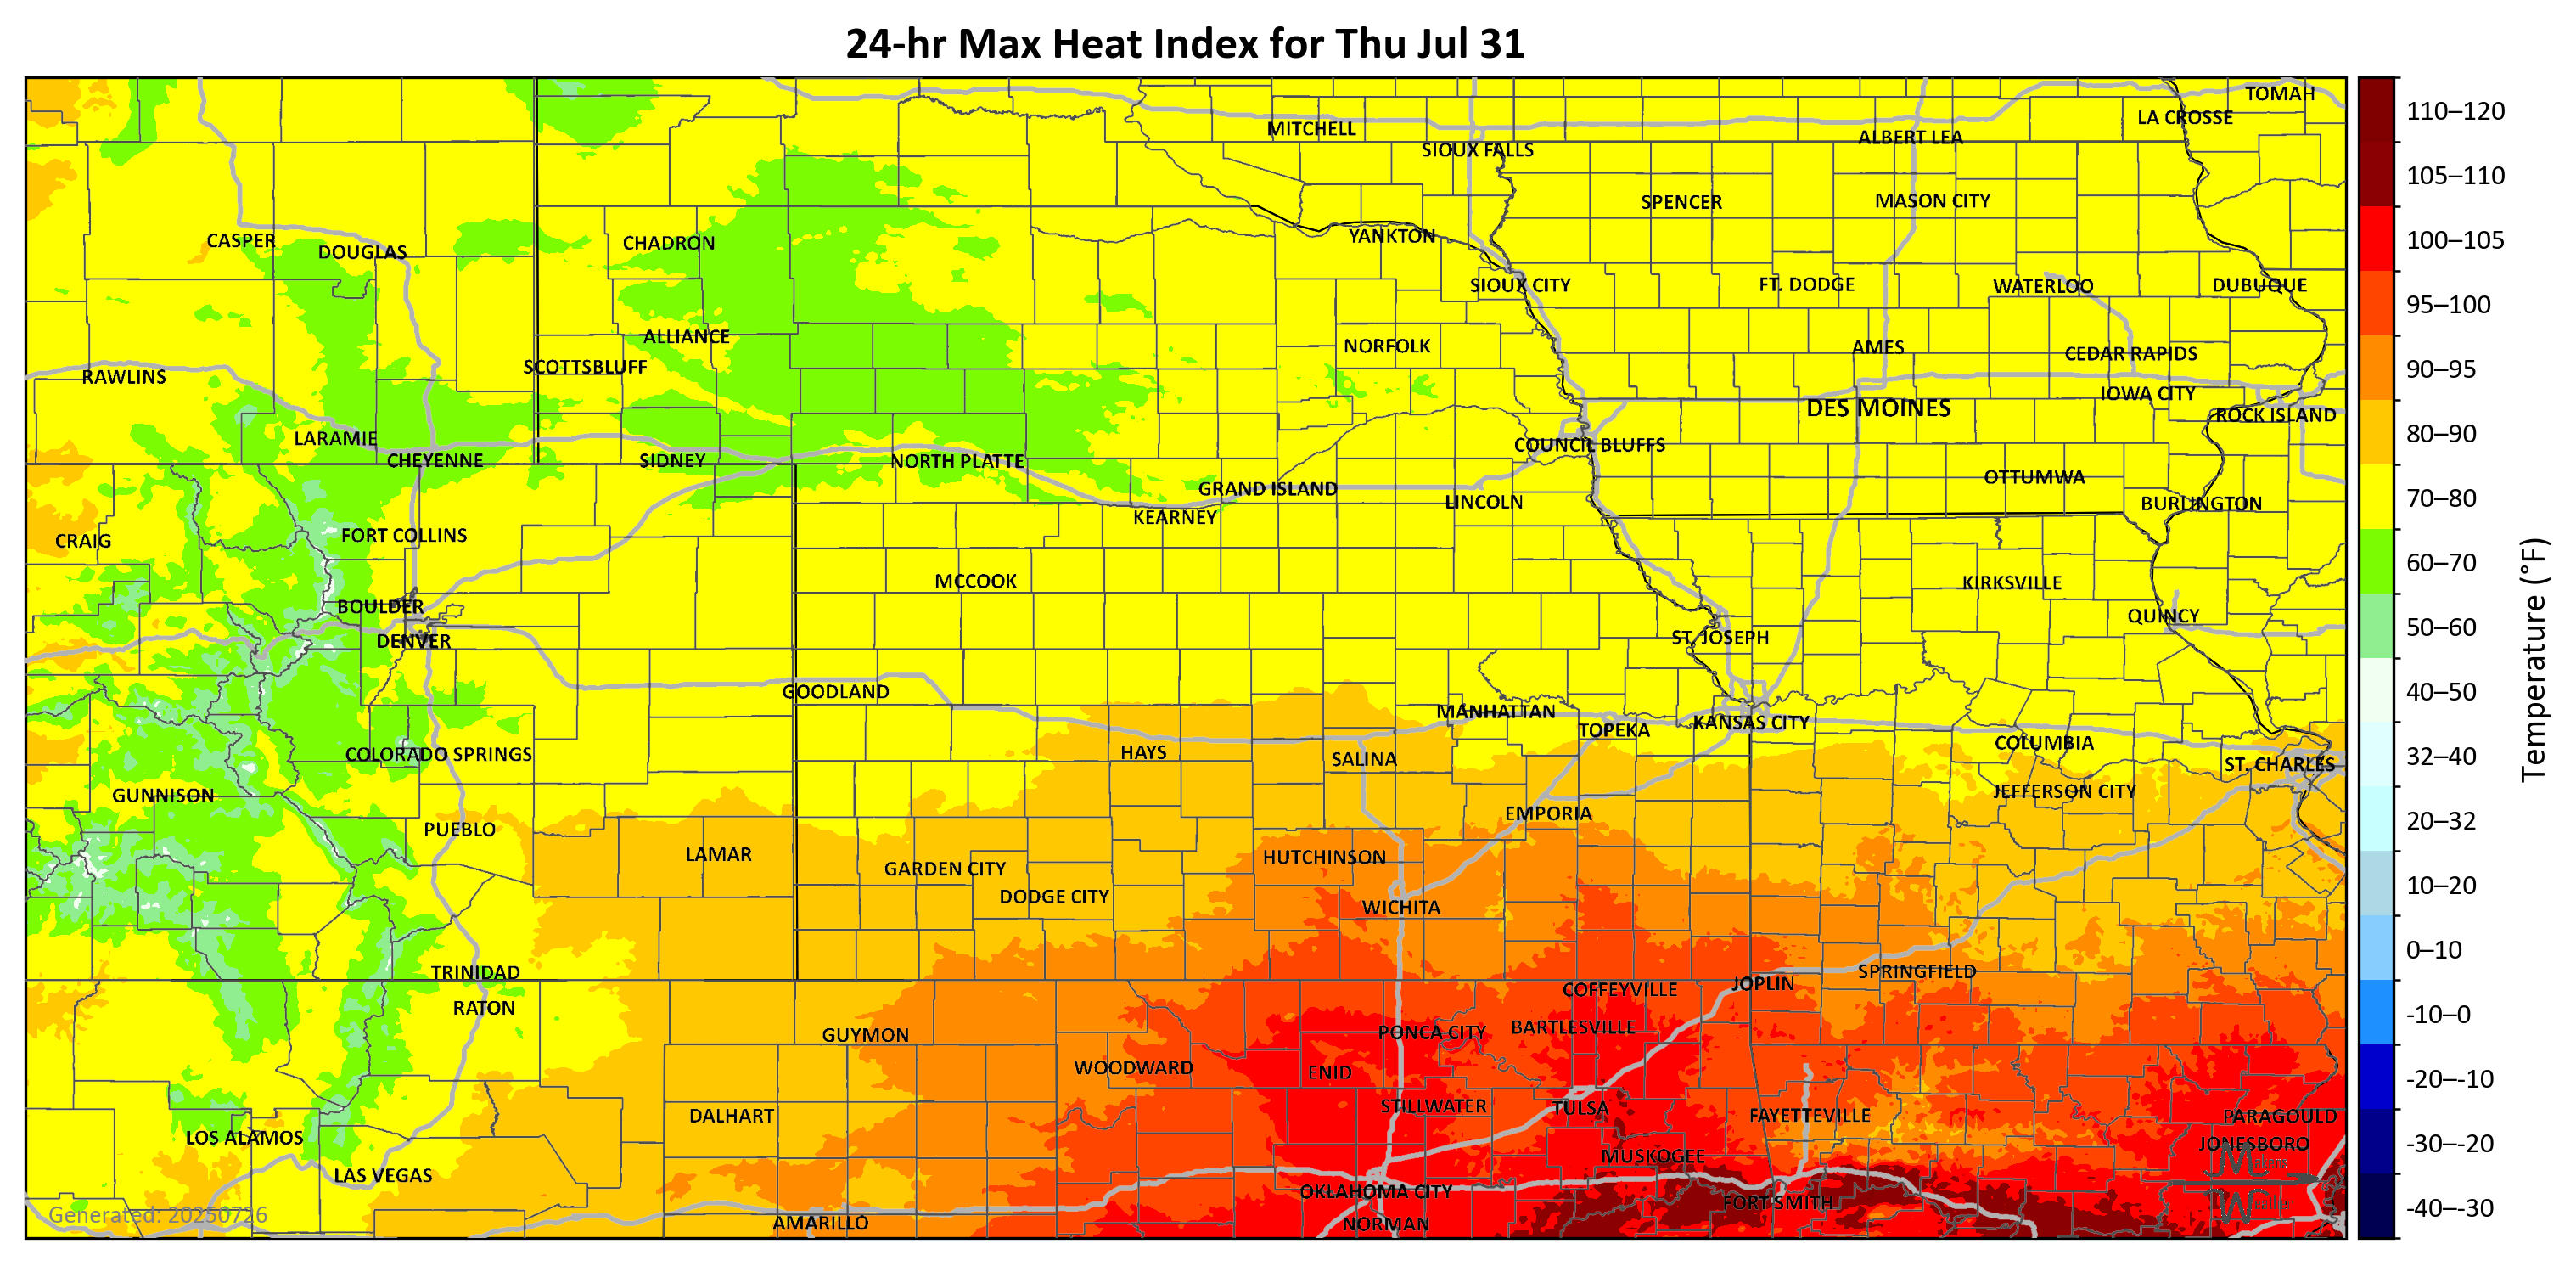 24-hr Max Heat Index for Thu Jul 31
TOMAH
LA CROSSE
MITCHELL
ALBERT LEA
SIOUX FALLS
SPENCER
MASON CITY
CASPER
DOUGLAS
CHADRON
YANKTON
SIOUX CITY
FT. DODGE
WATERLOO
DUBUQUE
ALLIANCE
NORFOLK
AMES
CEDAR RAPIDS
SCOTTSBLUFF
RAWLINS
IOWA CITY
DES MOINES
ROCK ISLAND
LARAMIE
COUNCIL BLUFFS
CHEYENNE
SIDNEY
NORTH PLATTE
OTTUMWA
GRAND ISLAND
LINCOLN
BURLINGTON
KEARNEY
FORT COLLINS
CRAIG
MCCOOK
KIRKSVILLE
BOULDER
QUINCY
DENVER
ST. JOSEPH
GOODLAND
MANHATTAN
KANSAS CITY
TOPEKA
COLUMBIA
HAYS
COLORADO SPRINGS
SALINA
ST. CHARLES
JEFFERSON CITY
GUNNISON
EMPORIA
PUEBLO
LAMAR
HUTCHINSON
GARDEN CITY
DODGE CITY
WICHITA
TRINIDAD
SPRINGFIELD
JOPLIN
COFFEYVILLE
RATON
BARTLESVILLE
PONCA CITY
GUYMON
WOODWARD
ENID
STILLWATER
TULSA
DALHART
FAYETTEVILLE
PARAGOULD
LOS ALAMOS
JONESBORO
MUSKOGEE
LAS VEGAS
OKLAHOMA CITY
FORT SMITH
Generated: 20250726
AMARILLO
NORMAN
110–120
105–110
100–105
95–100
90–95
80–90
70–80
60–70
50–60
40–50
32–40
20–32
10–20
0–10
-10–0
-20–-10
-30–-20
-40–-30
Temperature (°F)